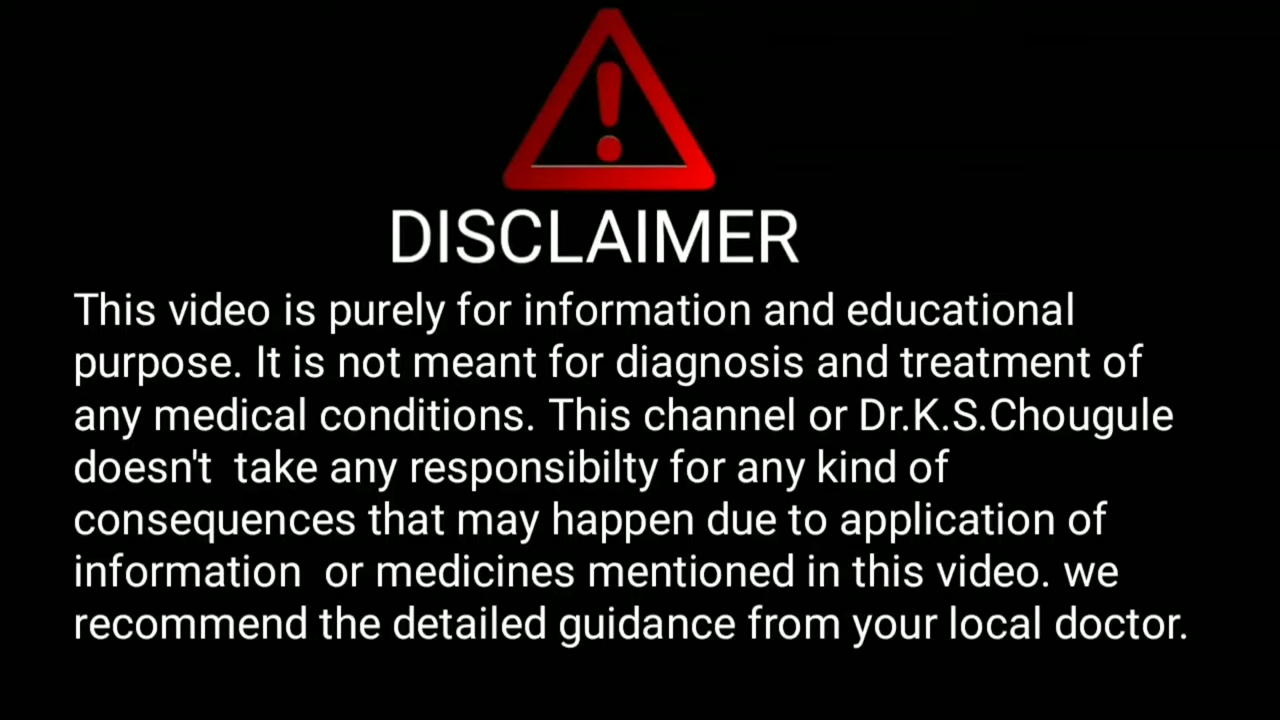 DISCLAIMER
This video is purely for information and educational
purpose. It is not meant for diagnosis and treatment of
any medical conditions. This channel or Dr.K.S.Chougule
doesn't  take any responsibilty for any kind of
consequences that may happen due to application of
information  or medicines mentioned in this video. we
recommend the detailed guidance from your local doctor.